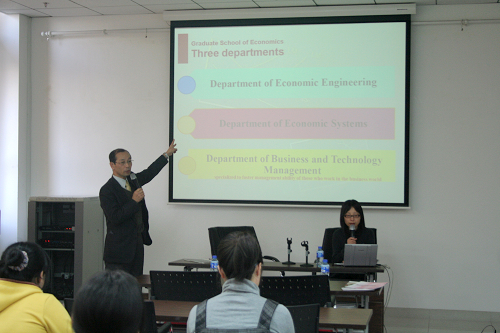 Graduate School of Economics
Three departments
Department of Economic Engineering
Department of Economic Systems
Department of Business and Technology
Management